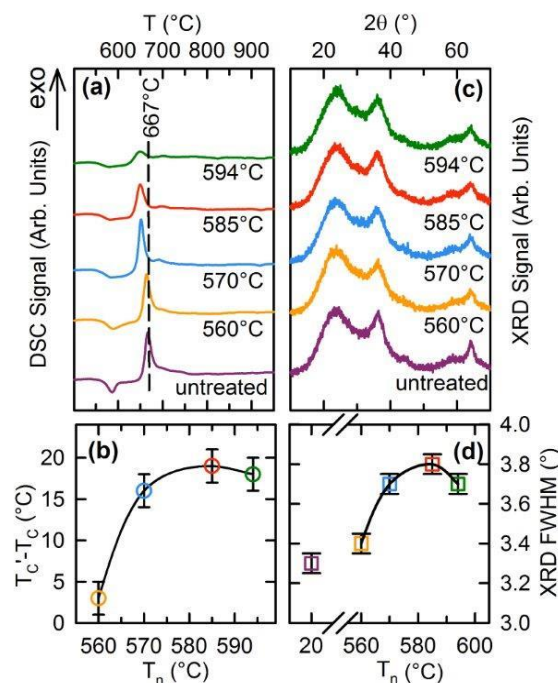 T (°C)
600 700 800 900
2θ (°)
20 40 60
exo
(a)
667°C
594°C
585°C
570°C
560°C
untreated
DSC Signal (Arb. Units)
(c)
594°C
585°C
570°C
560°C
untreated
XRD Signal (Arb. Units)
(b)
20
15
10
5
0
T_C'-T_C (°C)
560 570 580 590
T_n (°C)
(d)
4.0
3.8
3.6
3.4
3.2
3.0
XRD FWHM (°)
20 560 580 600
T_n (°C)